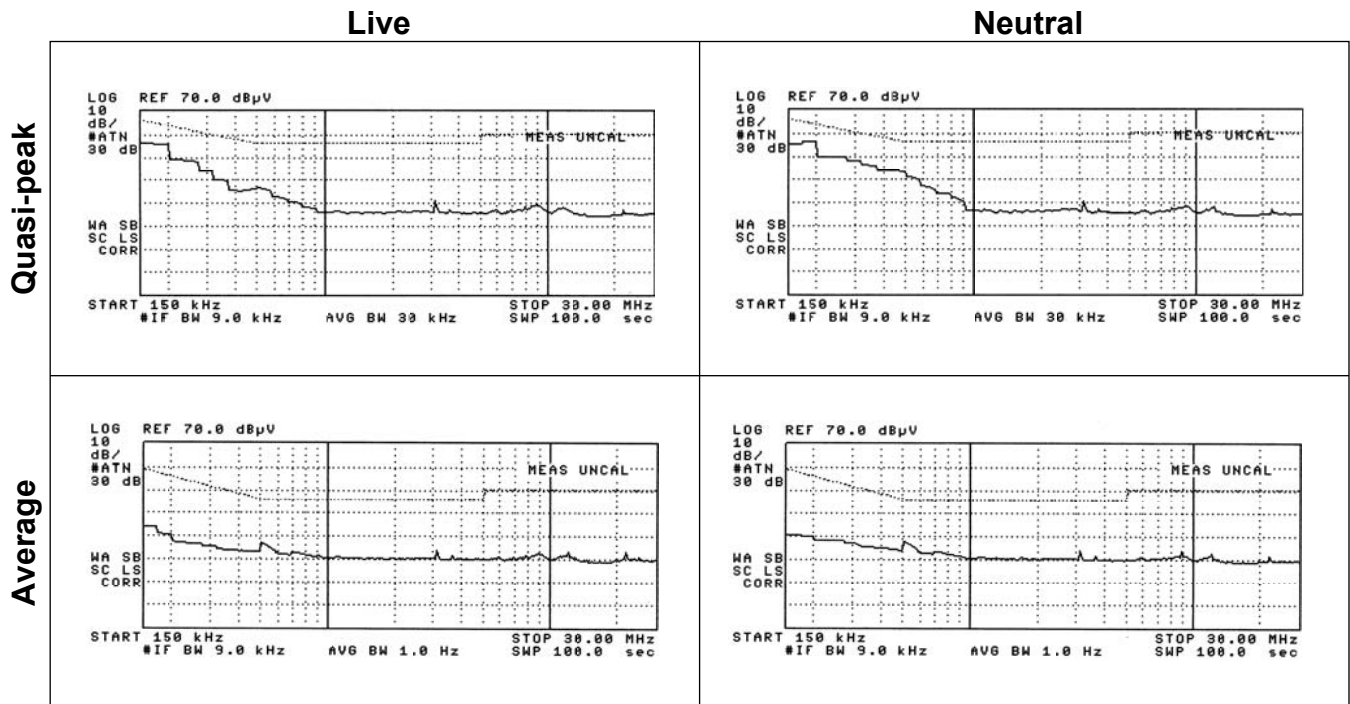 Live
Neutral
Quasi-peak
LOG REF 70.0 dBµV
10
dB/
#ATN
30 dB
MEAS UNCAL
WA SB
SC LS
CORR
START 150 kHz STOP 30.00 MHz
#IF BW 9.0 kHz AVG BW 30 kHz SWP 100.0 sec
LOG REF 70.0 dBµV
10
dB/
#ATN
30 dB
MEAS UNCAL
WA SB
SC LS
CORR
START 150 kHz STOP 30.00 MHz
#IF BW 9.0 kHz AVG BW 30 kHz SWP 100.0 sec
Average
LOG REF 70.0 dBµV
10
dB/
#ATN
30 dB
MEAS UNCAL
WA SB
SC LS
CORR
START 150 kHz STOP 30.00 MHz
#IF BW 9.0 kHz AVG BW 1.0 Hz SWP 100.0 sec
LOG REF 70.0 dBµV
10
dB/
#ATN
30 dB
MEAS UNCAL
WA SB
SC LS
CORR
START 150 kHz STOP 30.00 MHz
#IF BW 9.0 kHz AVG BW 1.0 Hz SWP 100.0 sec